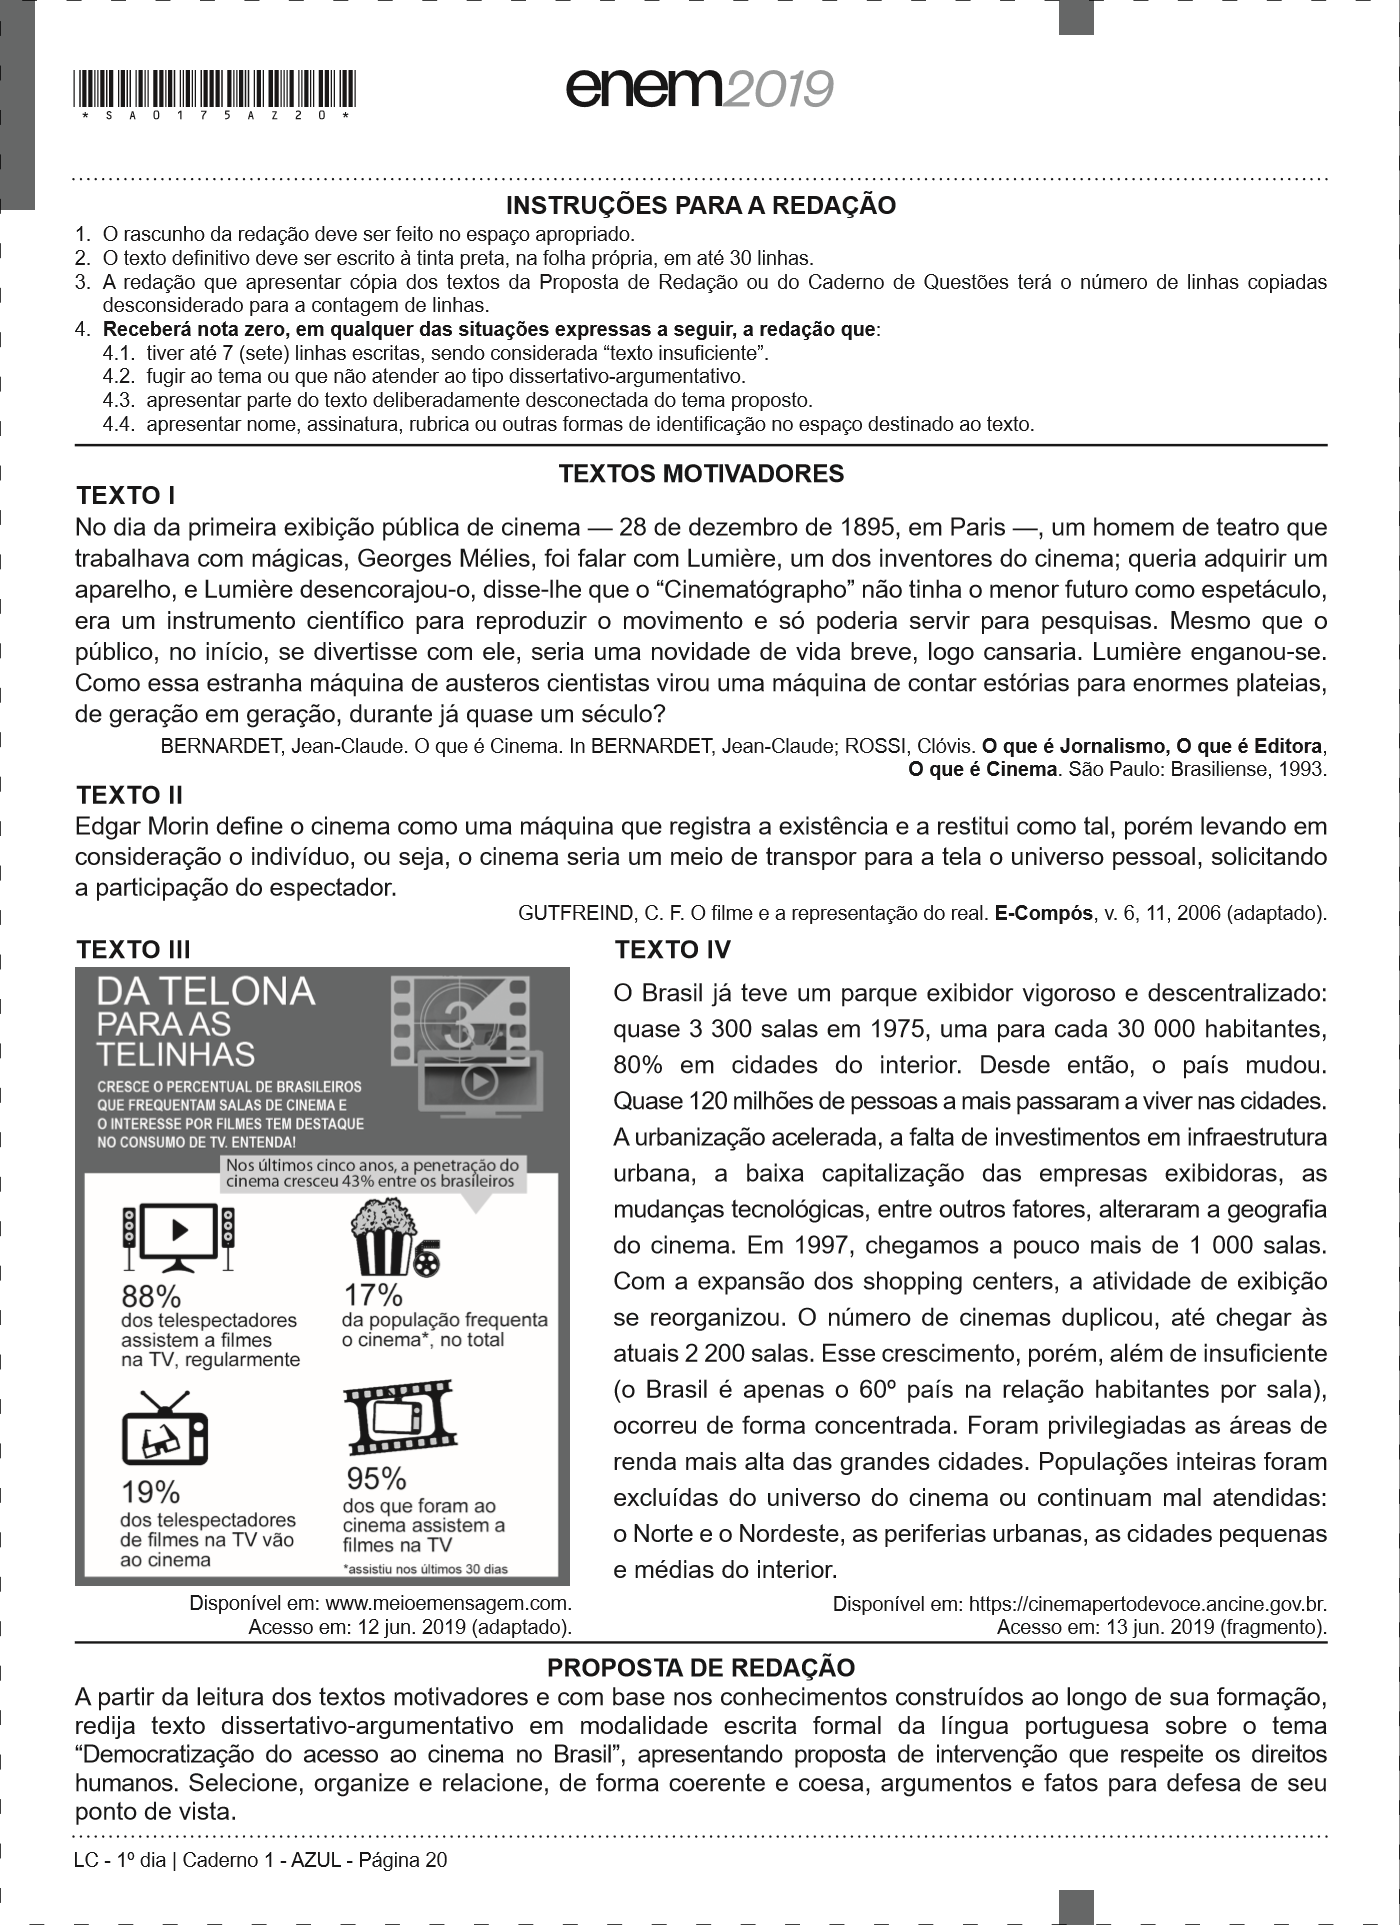 * S A 0 1 7 5 A Z 2 0 *
enem2019
INSTRUÇÕES PARA A REDAÇÃO
1. O rascunho da redação deve ser feito no espaço apropriado.
2. O texto definitivo deve ser escrito à tinta preta, na folha própria, em até 30 linhas.
3. A redação que apresentar cópia dos textos da Proposta de Redação ou do Caderno de Questões terá o número de linhas copiadas
desconsiderado para a contagem de linhas.
4. Receberá nota zero, em qualquer das situações expressas a seguir, a redação que:
4.1. tiver até 7 (sete) linhas escritas, sendo considerada “texto insuficiente”.
4.2. fugir ao tema ou que não atender ao tipo dissertativo-argumentativo.
4.3. apresentar parte do texto deliberadamente desconectada do tema proposto.
4.4. apresentar nome, assinatura, rubrica ou outras formas de identificação no espaço destinado ao texto.
TEXTOS MOTIVADORES
TEXTO I
No dia da primeira exibição pública de cinema — 28 de dezembro de 1895, em Paris —, um homem de teatro que
trabalhava com mágicas, Georges Mélies, foi falar com Lumière, um dos inventores do cinema; queria adquirir um
aparelho, e Lumière desencorajou-o, disse-lhe que o “Cinematógrapho” não tinha o menor futuro como espetáculo,
era um instrumento científico para reproduzir o movimento e só poderia servir para pesquisas. Mesmo que o
público, no início, se divertisse com ele, seria uma novidade de vida breve, logo cansaria. Lumière enganou-se.
Como essa estranha máquina de austeros cientistas virou uma máquina de contar estórias para enormes plateias,
de geração em geração, durante já quase um século?
BERNARDET, Jean-Claude. O que é Cinema. In BERNARDET, Jean-Claude; ROSSI, Clóvis. O que é Jornalismo, O que é Editora,
O que é Cinema. São Paulo: Brasiliense, 1993.
TEXTO II
Edgar Morin define o cinema como uma máquina que registra a existência e a restitui como tal, porém levando em
consideração o indivíduo, ou seja, o cinema seria um meio de transpor para a tela o universo pessoal, solicitando
a participação do espectador.
GUTFREIND, C. F. O filme e a representação do real. E-Compós, v. 6, 11, 2006 (adaptado).
TEXTO III
DA TELONA
PARA AS
TELINHAS
3
CRESCE O PERCENTUAL DE BRASILEIROS
QUE FREQUENTAM SALAS DE CINEMA E
O INTERESSE POR FILMES TEM DESTAQUE
NO CONSUMO DE TV. ENTENDA!
Nos últimos cinco anos, a penetração do
cinema cresceu 43% entre os brasileiros
88%
dos telespectadores
assistem a filmes
na TV, regularmente
17%
da população frequenta
o cinema*, no total
19%
dos telespectadores
de filmes na TV vão
ao cinema
95%
dos que foram ao
cinema assistem a
filmes na TV
*assistiu nos últimos 30 dias
Disponível em: www.meioemensagem.com.
Acesso em: 12 jun. 2019 (adaptado).
TEXTO IV
O Brasil já teve um parque exibidor vigoroso e descentralizado:
quase 3 300 salas em 1975, uma para cada 30 000 habitantes,
80% em cidades do interior. Desde então, o país mudou.
Quase 120 milhões de pessoas a mais passaram a viver nas cidades.
A urbanização acelerada, a falta de investimentos em infraestrutura
urbana, a baixa capitalização das empresas exibidoras, as
mudanças tecnológicas, entre outros fatores, alteraram a geografia
do cinema. Em 1997, chegamos a pouco mais de 1 000 salas.
Com a expansão dos shopping centers, a atividade de exibição
se reorganizou. O número de cinemas duplicou, até chegar às
atuais 2 200 salas. Esse crescimento, porém, além de insuficiente
(o Brasil é apenas o 60º país na relação habitantes por sala),
ocorreu de forma concentrada. Foram privilegiadas as áreas de
renda mais alta das grandes cidades. Populações inteiras foram
excluídas do universo do cinema ou continuam mal atendidas:
o Norte e o Nordeste, as periferias urbanas, as cidades pequenas
e médias do interior.
Disponível em: https://cinemapertodevoce.ancine.gov.br.
Acesso em: 13 jun. 2019 (fragmento).
PROPOSTA DE REDAÇÃO
A partir da leitura dos textos motivadores e com base nos conhecimentos construídos ao longo de sua formação,
redija texto dissertativo-argumentativo em modalidade escrita formal da língua portuguesa sobre o tema
“Democratização do acesso ao cinema no Brasil”, apresentando proposta de intervenção que respeite os direitos
humanos. Selecione, organize e relacione, de forma coerente e coesa, argumentos e fatos para defesa de seu
ponto de vista.
LC - 1º dia | Caderno 1 - AZUL - Página 20